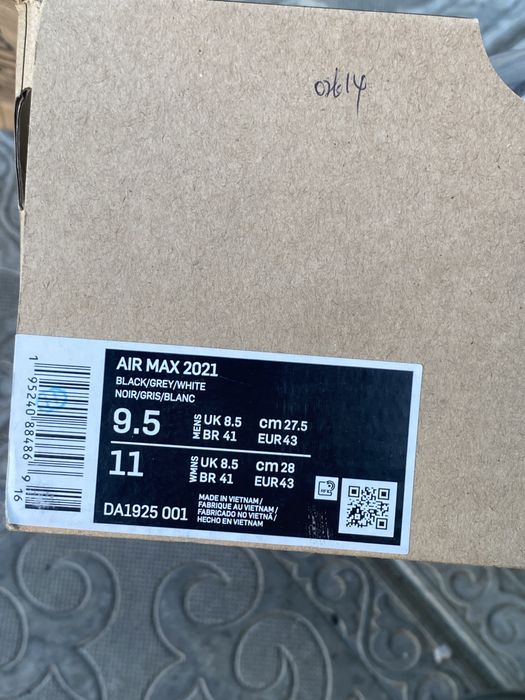 02614
AIR MAX 2021
BLACK/GREY/WHITE
NOIR/GRIS/BLANC
9.5 MENS UK 8.5 cm 27.5
BR 41 EUR 43
11 WMNS UK 8.5 cm 28
BR 41 EUR 43
DA1925 001
MADE IN VIETNAM /
FABRIQUE AU VIETNAM /
FABRICADO NO VIETNÃ /
HECHO EN VIETNAM
1 95240 88486 9 16